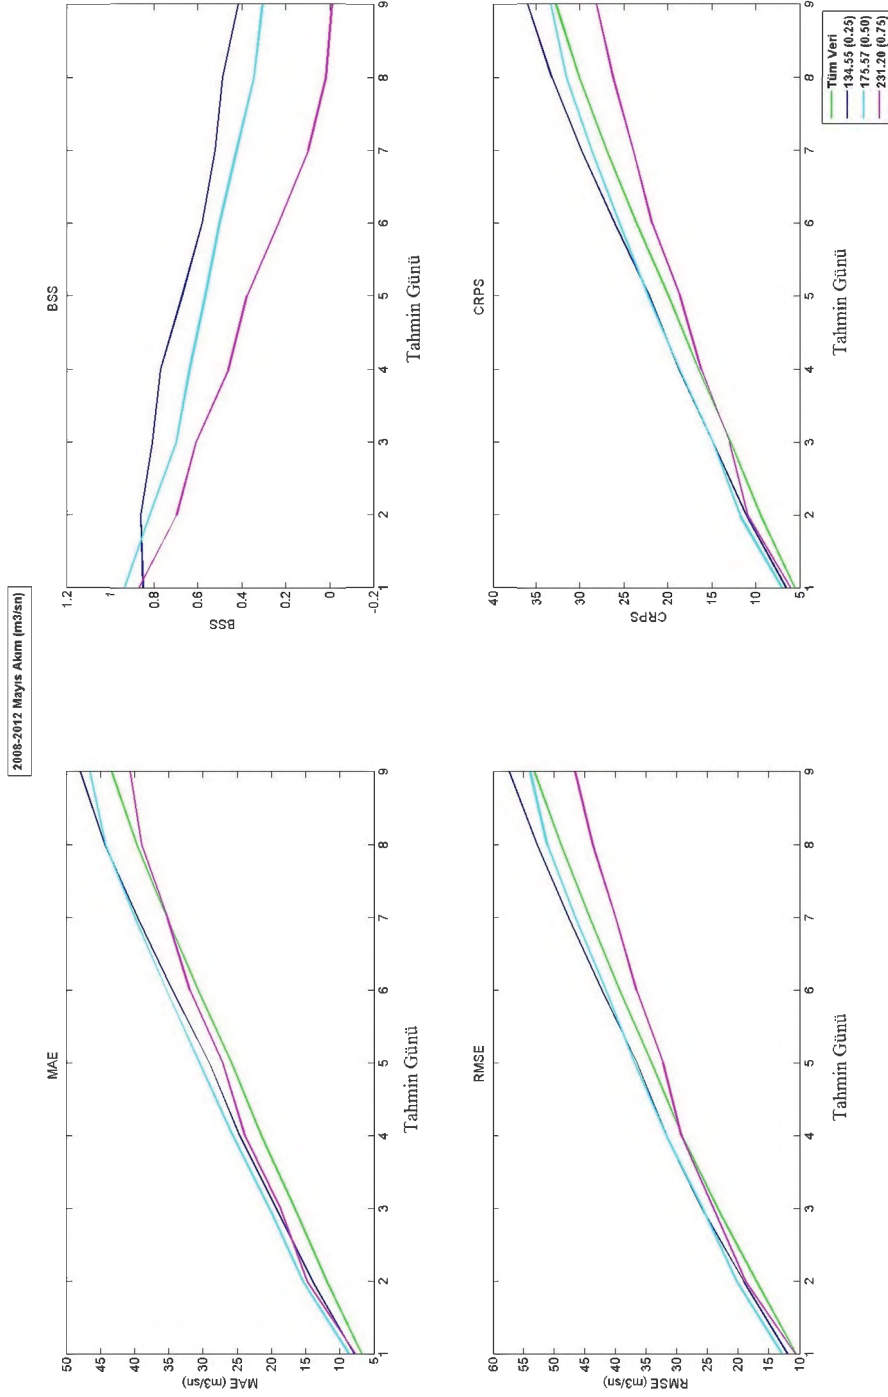 2008-2012 Mayıs Akım (m3/sn)
MAE
50
45
40
35
30
25
20
15
10
5
MAE (m3/sn)
1 2 3 4 5 6 7 8 9
Tahmin Günü
BSS
1.2
1
0.8
0.6
0.4
0.2
0
-0.2
BSS
1 2 3 4 5 6 7 8 9
Tahmin Günü
RMSE
60
50
45
40
35
30
25
20
15
10
RMSE (m3/sn)
1 2 3 4 5 6 7 8 9
Tahmin Günü
CRPS
40
35
30
25
20
15
10
5
CRPS
1 2 3 4 5 6 7 8 9
Tahmin Günü
Tüm Veri
134.55 (0.25)
175.57 (0.50)
231.20 (0.75)